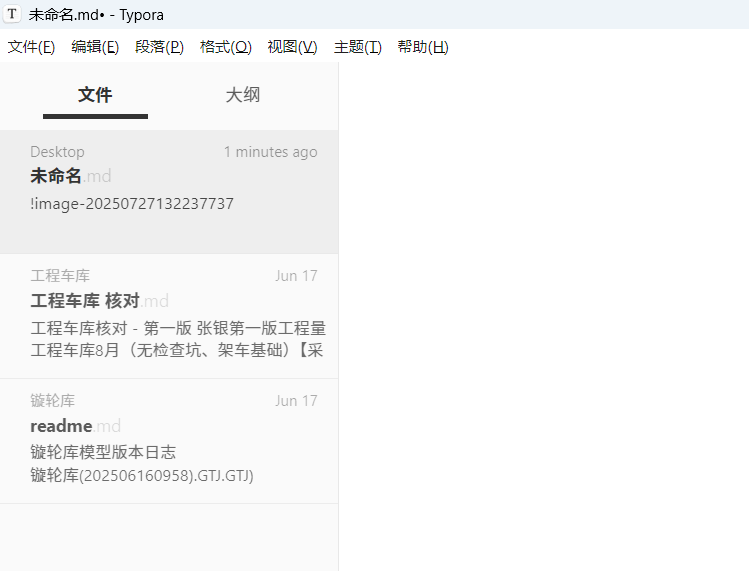 T 未命名.md• - Typora
文件(F) 编辑(E) 段落(P) 格式(O) 视图(V) 主题(T) 帮助(H)
文件 大纲
Desktop 1 minutes ago
未命名.md
!image-20250727132237737
工程车库 Jun 17
工程车库 核对.md
工程车库核对 - 第一版 张银第一版工程量
工程车库8月（无检查坑、架车基础）【采
镟轮库 Jun 17
readme.md
镟轮库模型版本日志
镟轮库(202506160958).GTJ.GTJ)